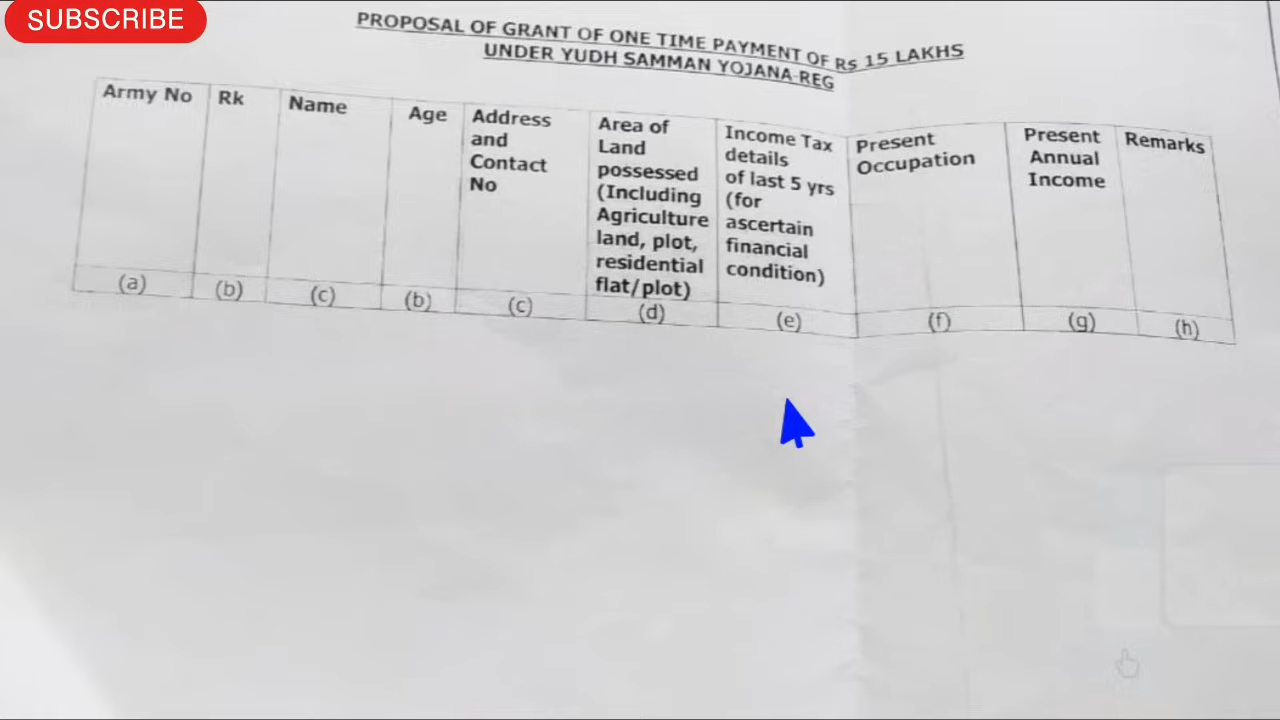 SUBSCRIBE
PROPOSAL OF GRANT OF ONE TIME PAYMENT OF Rs 15 LAKHS
UNDER YUDH SAMMAN YOJANA-REG
Army No
Rk
Name
Age
Address
and
Contact
No
Area of
Land
possessed
(Including
Agriculture
land, plot,
residential
flat/plot)
Income Tax
details
of last 5 yrs
(for
ascertain
financial
condition)
Present
Occupation
Present
Annual
Income
Remarks
(a)
(b)
(c)
(b)
(c)
(d)
(e)
(f)
(g)
(h)